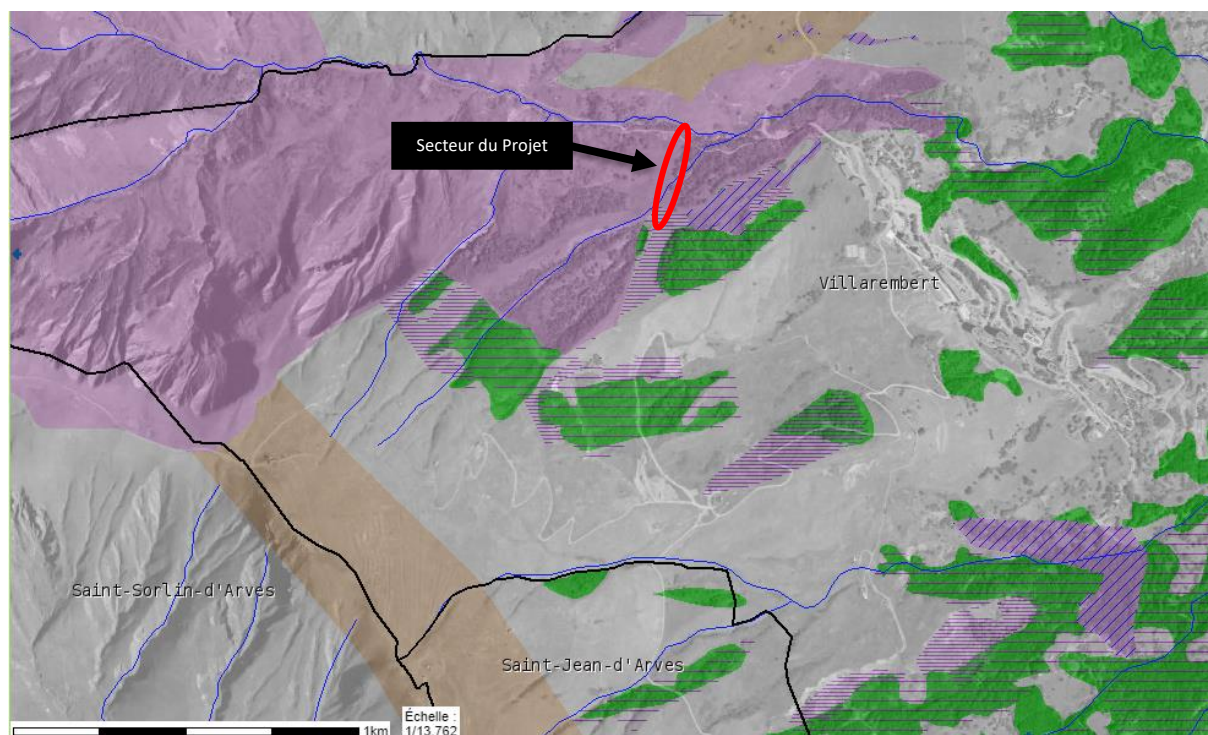 Secteur du Projet
Villarembert
Saint-Sorlin-d'Arves
Saint-Jean-d'Arves
Échelle :
1km 1/13 762